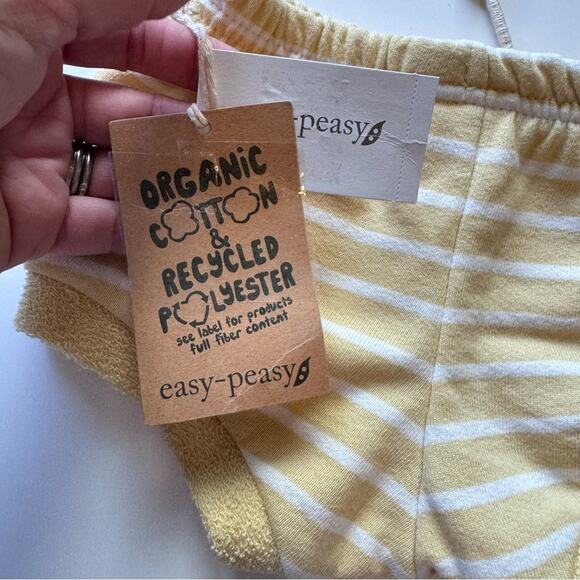 ORGANIC
COTTON
&
RECYCLED
POLYESTER
see label for products
full fiber content
easy-peasy
-peasy